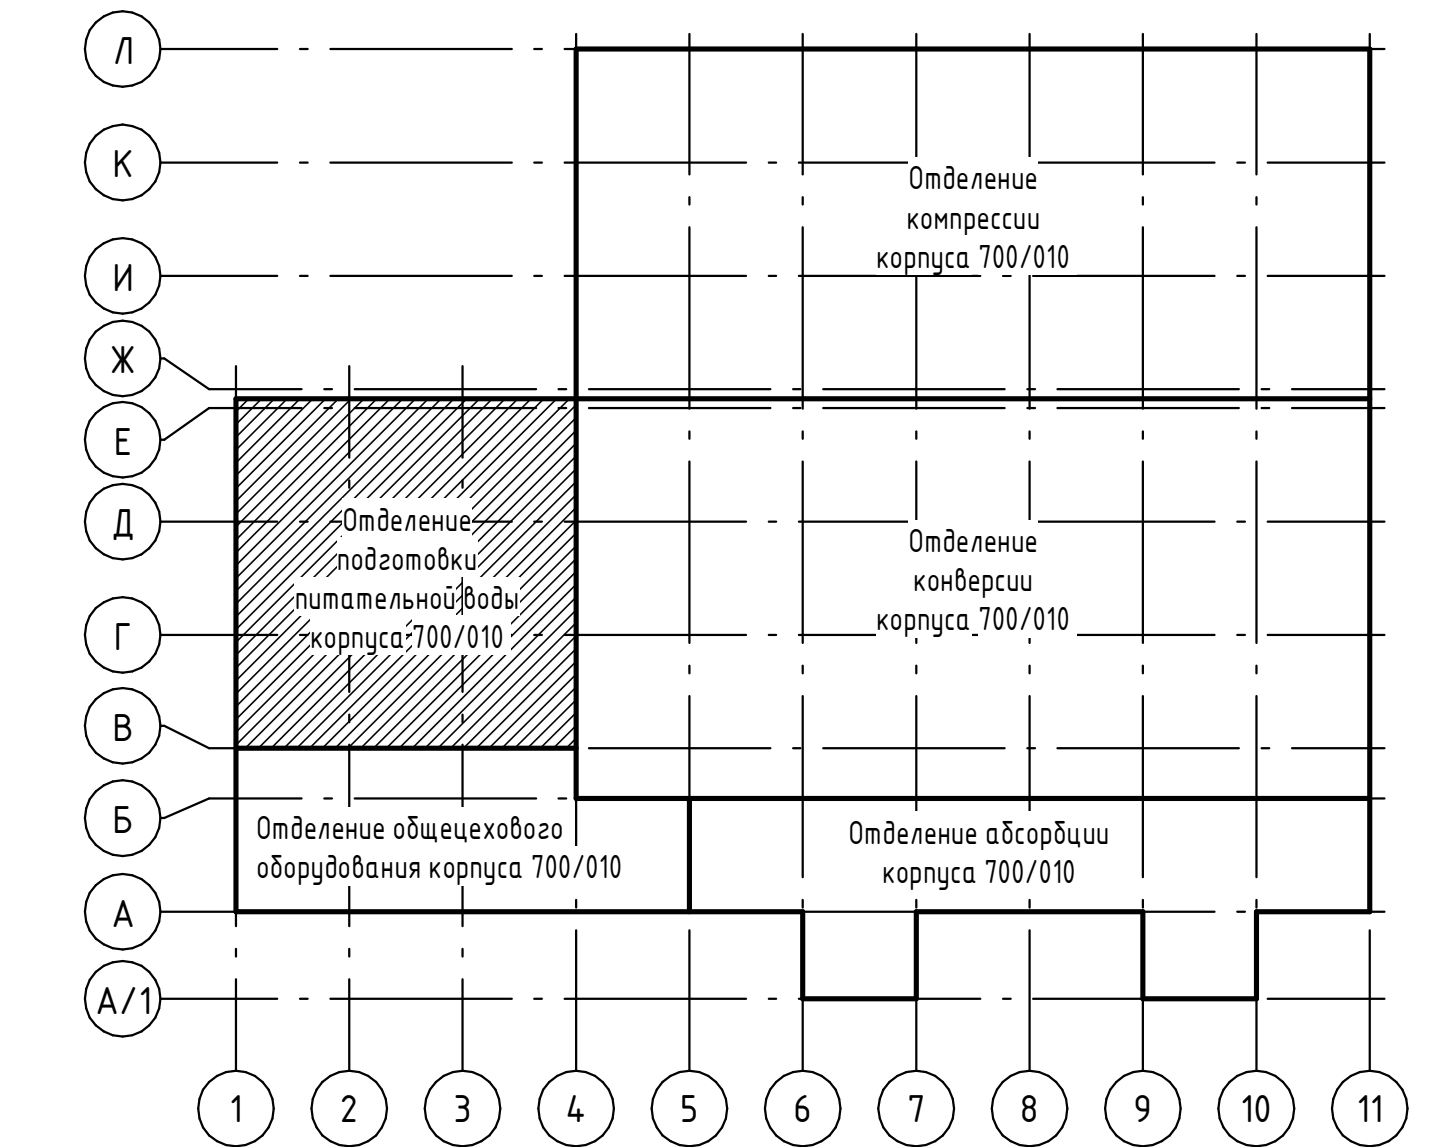 Л
К
Отделение
компрессии
корпуса 700/010
И
Ж
Е
Д
Отделение
подготовки
питательной воды
корпуса 700/010
Отделение
конверсии
корпуса 700/010
Г
В
Б
Отделение общецехового
оборудования корпуса 700/010
Отделение абсорбции
корпуса 700/010
А
А/1
1 2 3 4 5 6 7 8 9 10 11